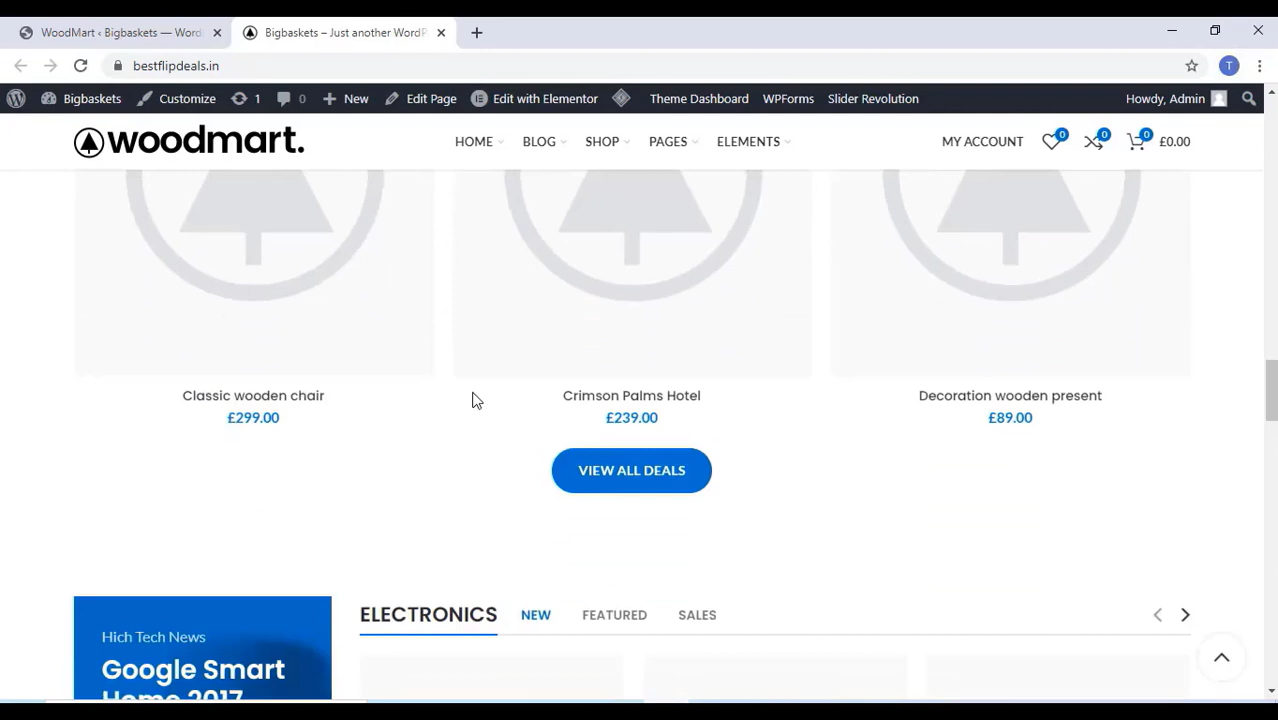 WoodMart ‹ Bigbaskets — Word
Bigbaskets – Just another WordP
bestflipdeals.in
T
Bigbaskets
Customize
1
0
New
Edit Page
Edit with Elementor
Theme Dashboard
WPForms
Slider Revolution
Howdy, Admin
woodmart.
HOME
BLOG
SHOP
PAGES
ELEMENTS
MY ACCOUNT
0
0
0
£0.00
Classic wooden chair
£299.00
Crimson Palms Hotel
£239.00
Decoration wooden present
£89.00
VIEW ALL DEALS
ELECTRONICS
NEW
FEATURED
SALES
Hich Tech News
Google Smart
Home 2017